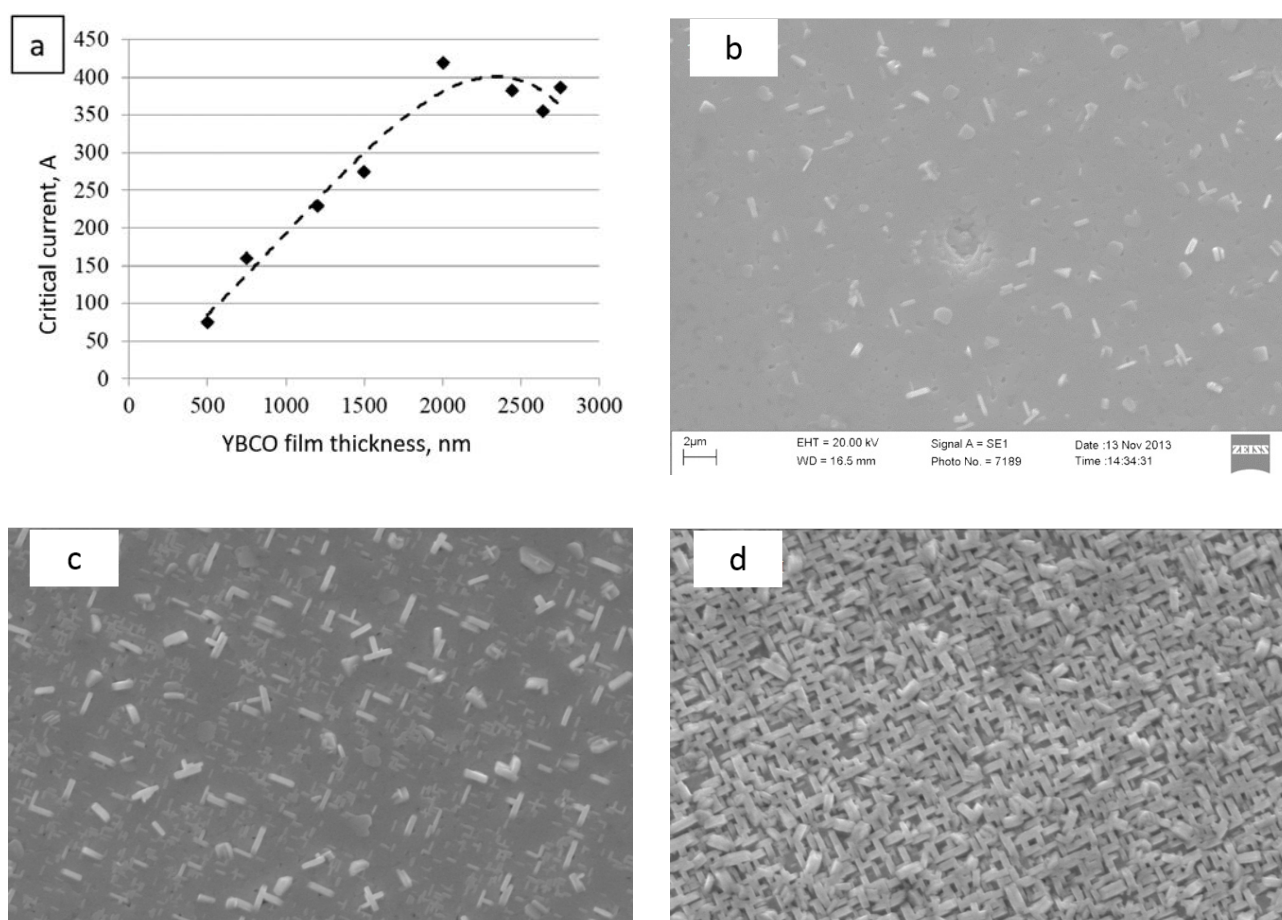 a
450
400
350
300
250
200
150
100
50
0
Critical current, A
0 500 1000 1500 2000 2500 3000
YBCO film thickness, nm
b
2µm
EHT = 20.00 kV
WD = 16.5 mm
Signal A = SE1
Photo No. = 7189
Date :13 Nov 2013
Time :14:34:31
ZEISS
c
d